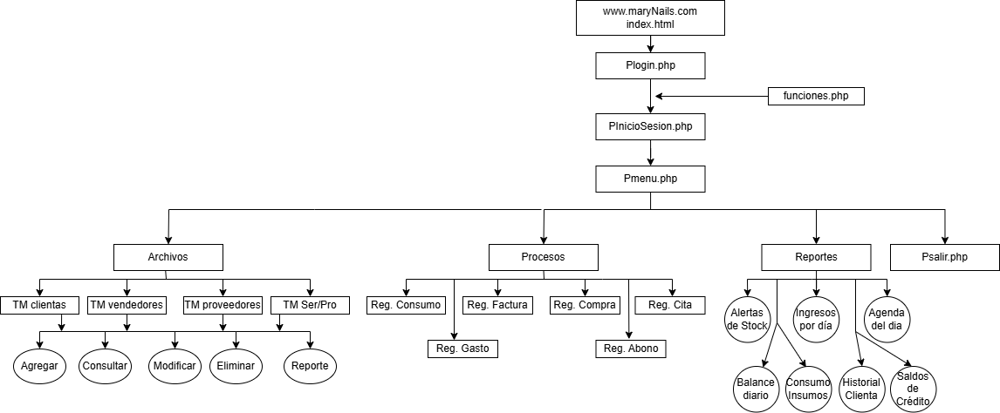 www.maryNails.com
index.html
Plogin.php
funciones.php
PInicioSesion.php
Pmenu.php
Archivos
Procesos
Reportes
Psalir.php
TM clientas
TM vendedores
TM proveedores
TM Ser/Pro
Reg. Consumo
Reg. Factura
Reg. Compra
Reg. Cita
Alertas
de Stock
Ingresos
por día
Agenda
del dia
Agregar
Consultar
Modificar
Eliminar
Reporte
Reg. Gasto
Reg. Abono
Balance
diario
Consumo
Insumos
Historial
Clienta
Saldos
de
Crédito